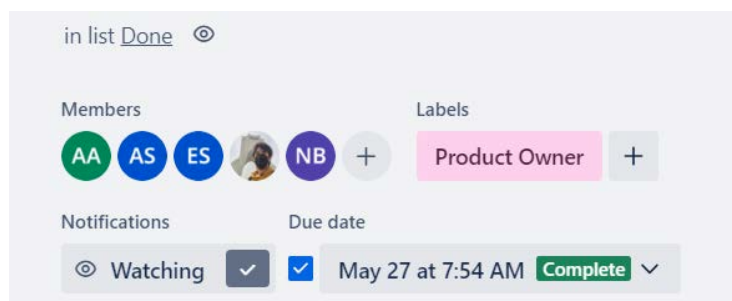 in list Done
Members
Labels
AA AS ES NB +
Product Owner +
Notifications
Due date
Watching
May 27 at 7:54 AM Complete